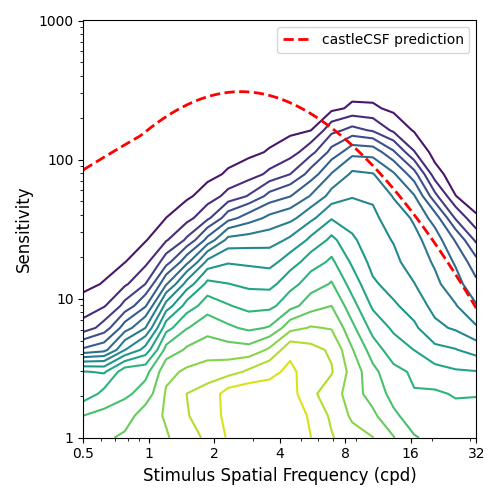 1000
castleCSF prediction
100
Sensitivity
10
1
0.5 1 2 4 8 16 32
Stimulus Spatial Frequency (cpd)